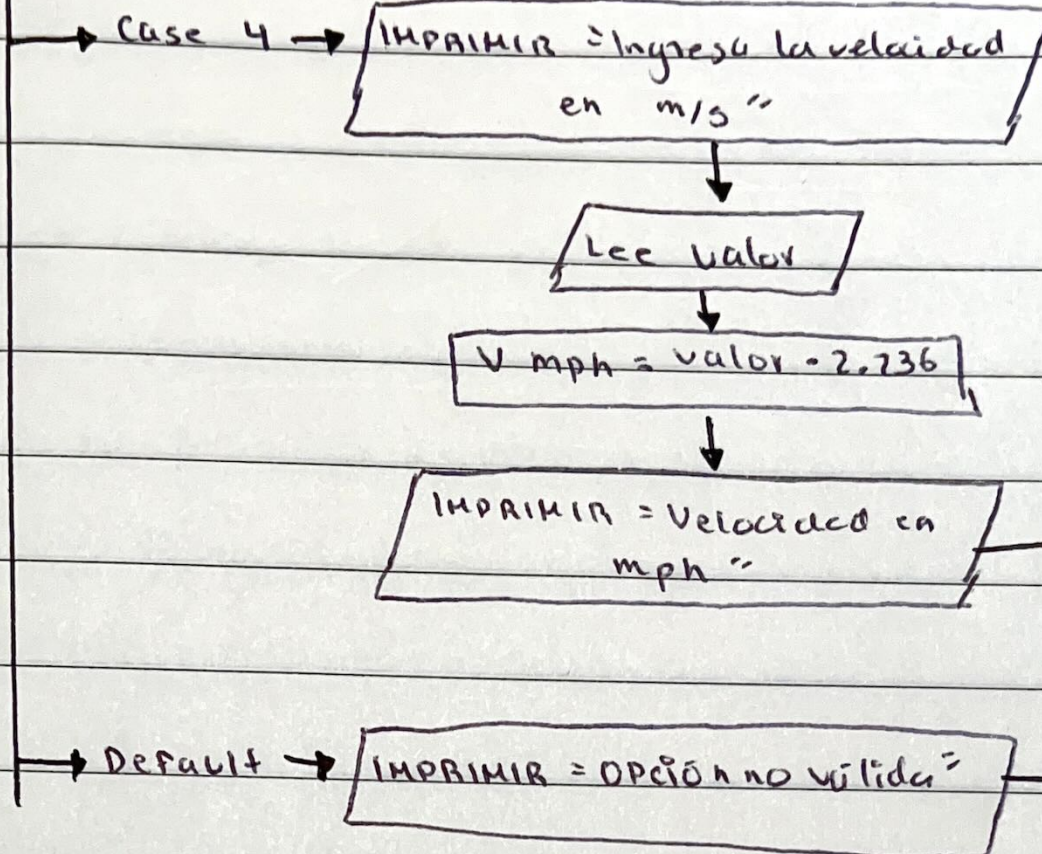 Case 4
IMPRIMIR "Ingresa la velocidad
en m/s"
Lee valor
V mph = valor • 2.236
IMPRIMIR "Velocidad en
mph"
Default
IMPRIMIR "Opción no válida"